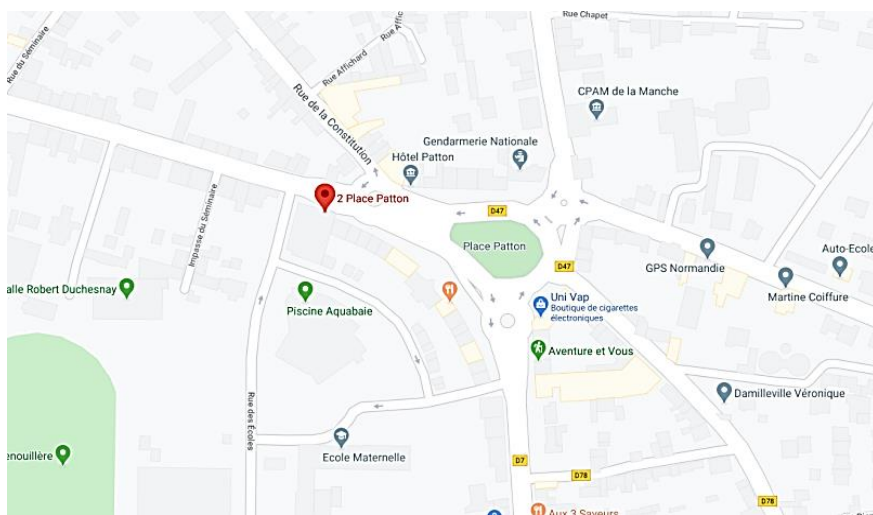 Rue du Séminaire
Rue Affichard
Rue Affich
Rue Chapet
Rue de la Constitution
CPAM de la Manche
Gendarmerie Nationale
Hôtel Patton
2 Place Patton
D47
Impasse du Séminaire
Place Patton
D47
GPS Normandie
Auto-Ecole
alle Robert Duchesnay
Piscine Aquabaie
Uni Vap
Boutique de cigarettes
électroniques
Martine Coiffure
Aventure et Vous
Rue des Écoles
Damilleville Véronique
enouillère
Ecole Maternelle
D7
D78
D78
Aux 3 Saveurs